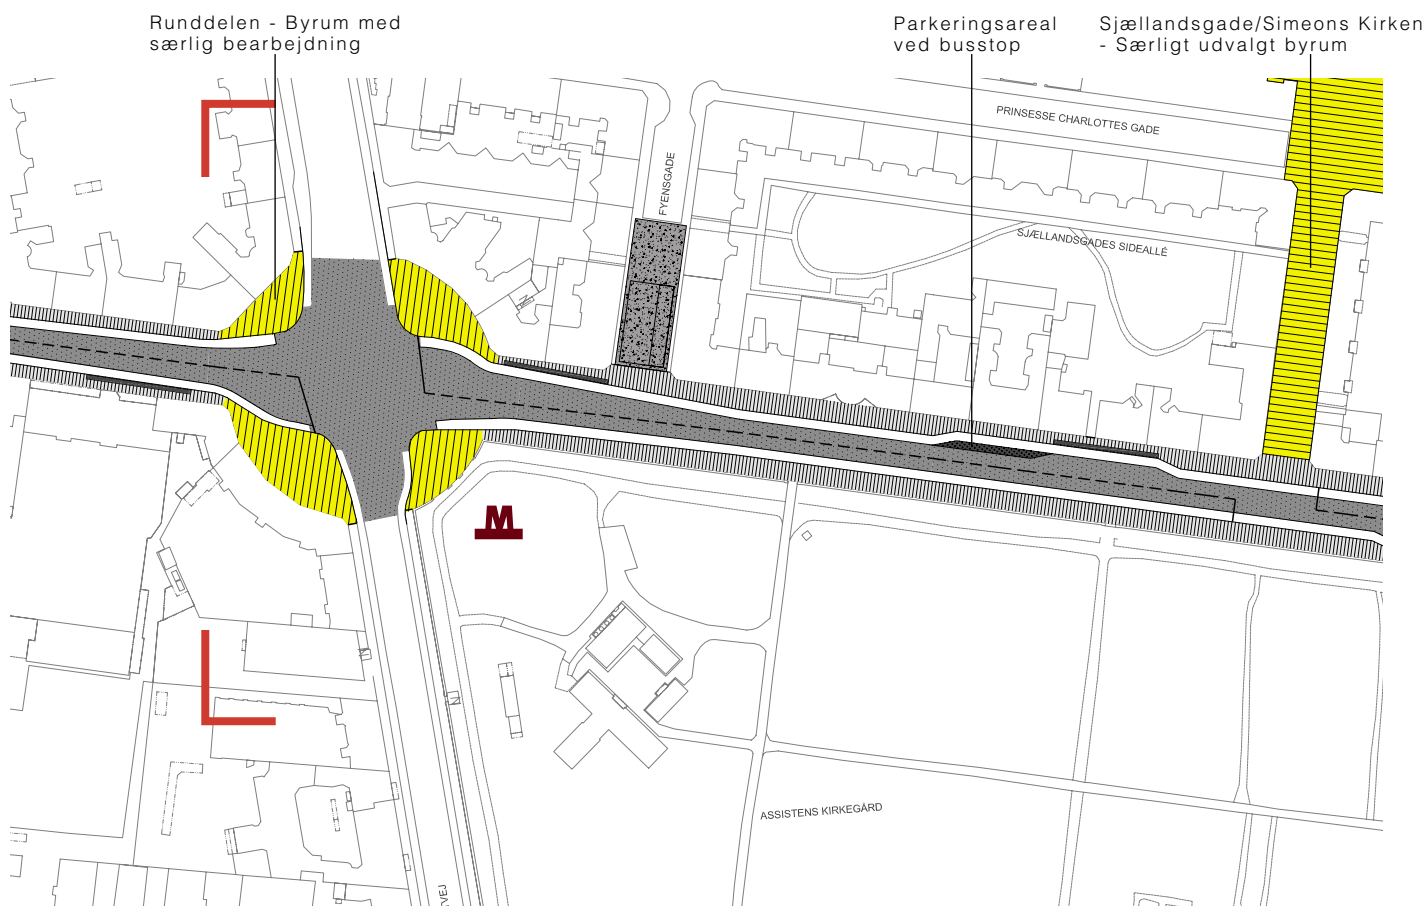 Runddelen - Byrum med
særlig bearbejdning
Parkeringsareal
ved busstop
Sjællandsgade/Simeons Kirken
- Særligt udvalgt byrum
PRINSESSE CHARLOTTES GADE
FYENSGADE
SJÆLLANDSGADES SIDEALLÉ
M
ASSISTENS KIRKEGÅRD